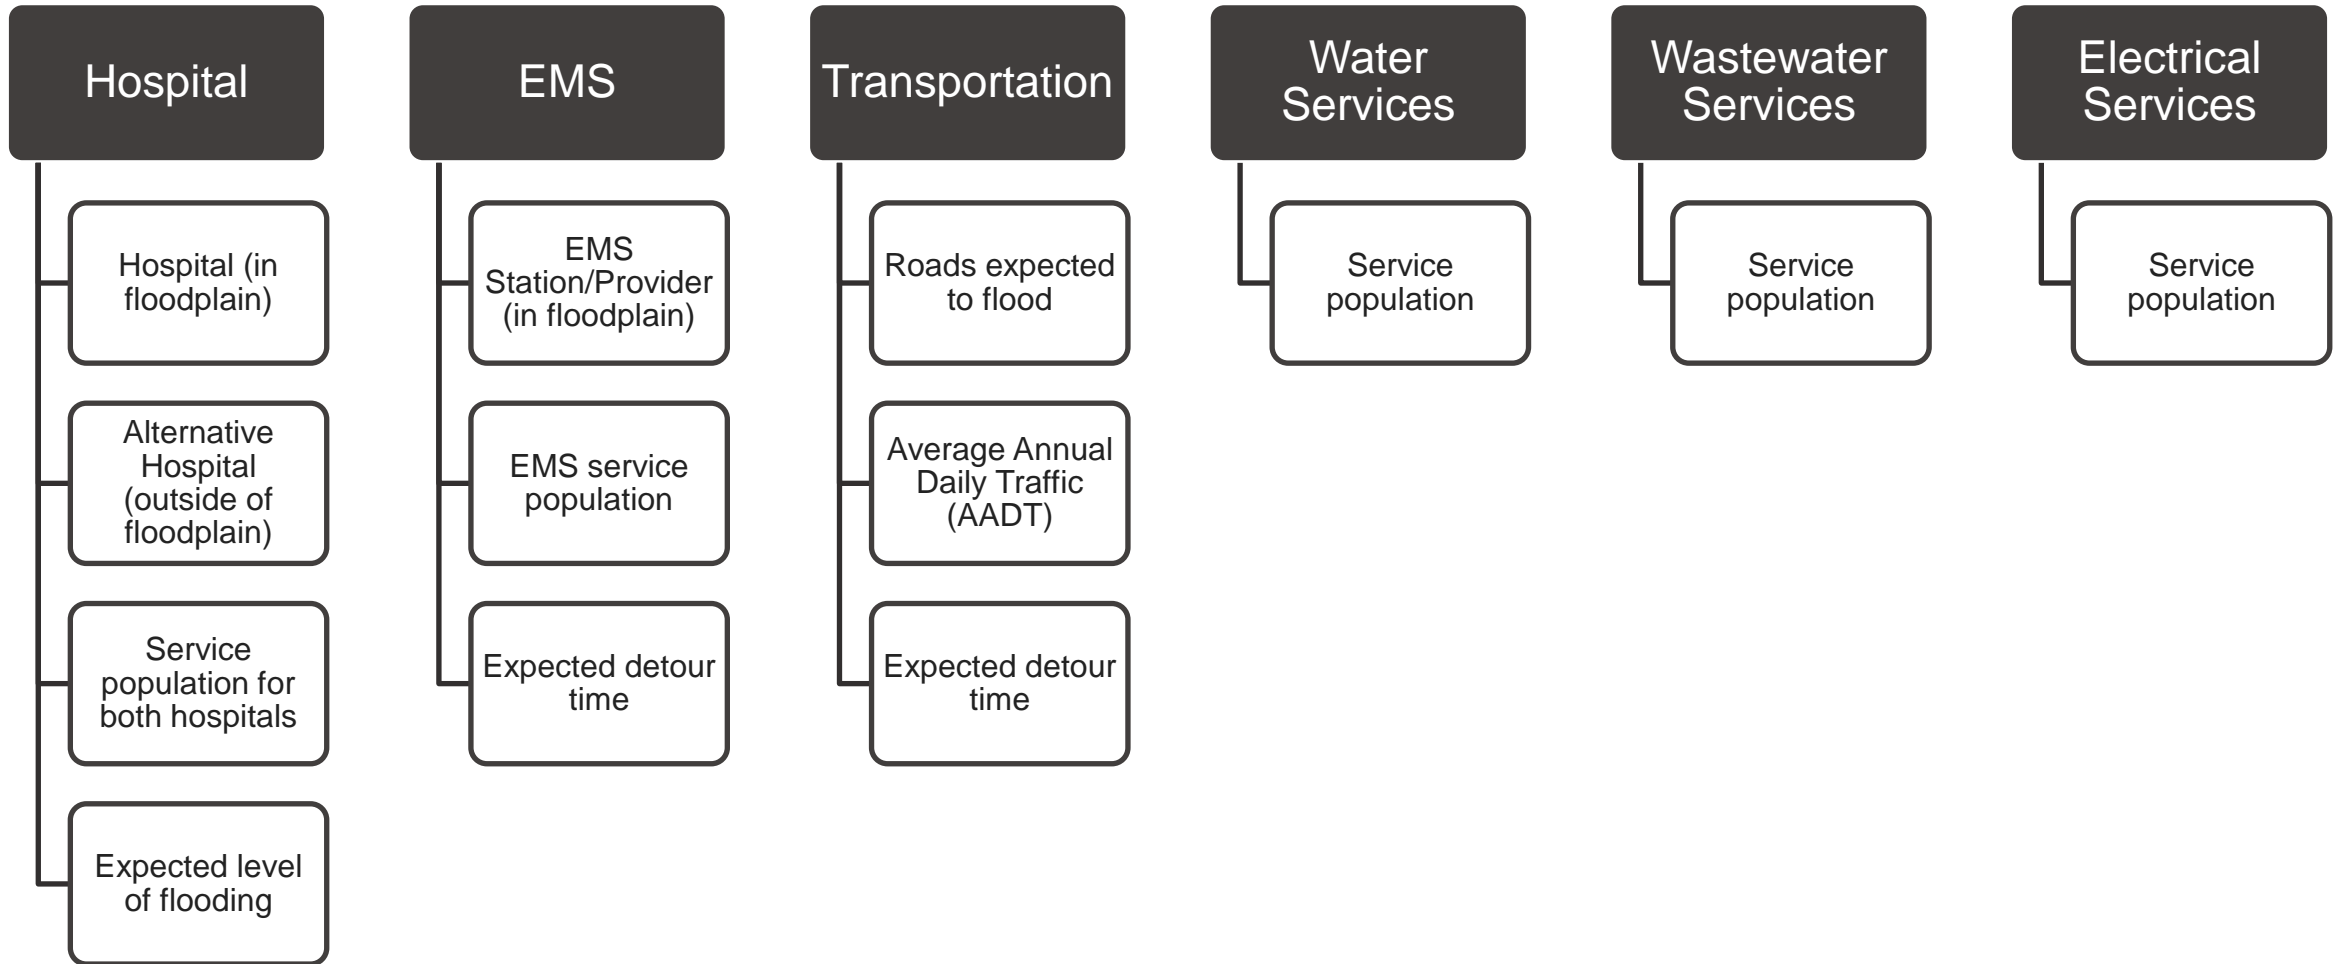 Hospital
Hospital (in
floodplain)
Alternative
Hospital
(outside of
floodplain)
Service
population for
both hospitals
Expected level
of flooding
EMS
EMS
Station/Provider
(in floodplain)
EMS service
population
Expected detour
time
Transportation
Roads expected
to flood
Average Annual
Daily Traffic
(AADT)
Expected detour
time
Water
Services
Service
population
Wastewater
Services
Service
population
Electrical
Services
Service
population